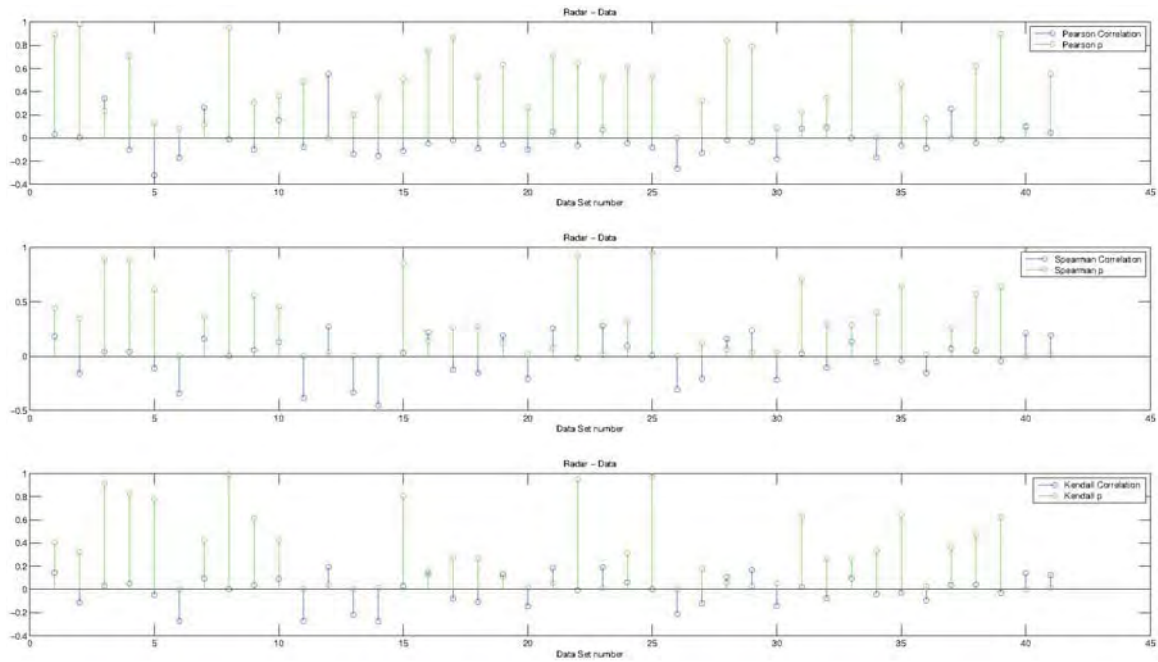 Radar - Data
1
0.8
0.6
0.4
0.2
0
-0.2
-0.4
0 5 10 15 20 25 30 35 40 45
Data Set number
Pearson Correlation
Pearson p
Radar - Data
1
0.5
0
-0.5
0 5 10 15 20 25 30 35 40 45
Data Set number
Spearman Correlation
Spearman p
Radar - Data
1
0.8
0.6
0.4
0.2
0
-0.2
-0.4
0 5 10 15 20 25 30 35 40 45
Data Set number
Kendall Correlation
Kendall p